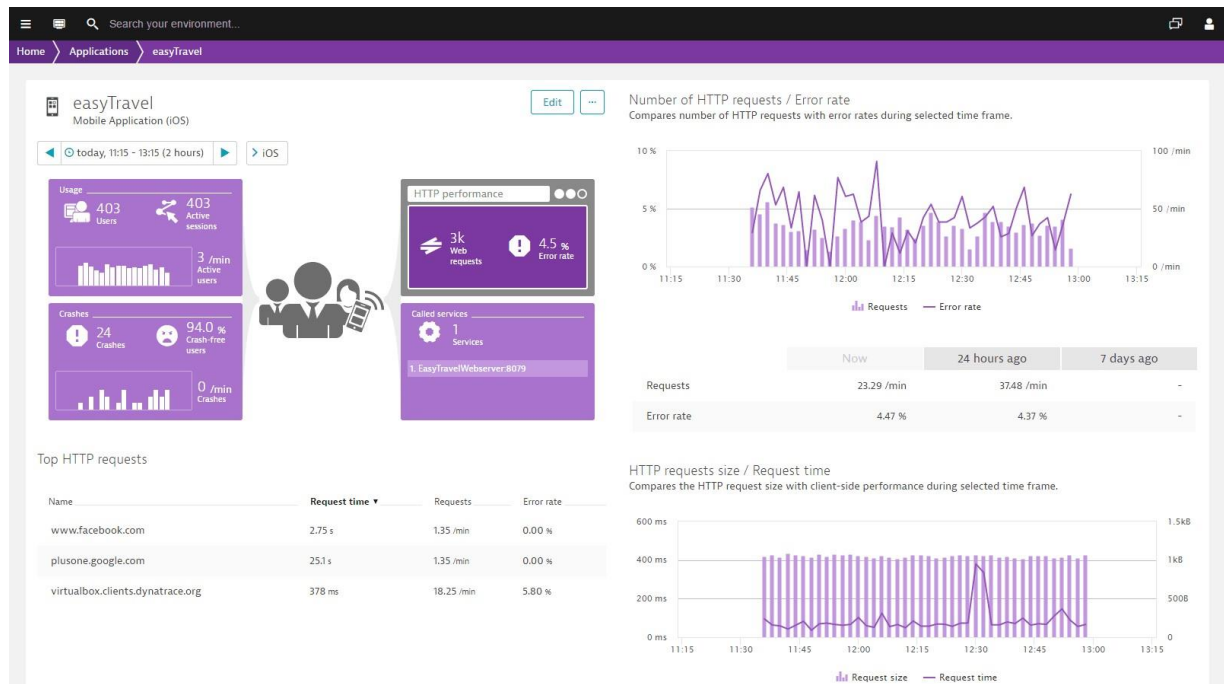 Search your environment...
Home
Applications
easyTravel
easyTravel
Mobile Application (iOS)
Edit
...
today, 11:15 - 13:15 (2 hours)
iOS
Usage
403
Users
403
Active
sessions
3 /min
Active
users
Crashes
24
Crashes
94.0 %
Crash-free
users
0 /min
Crashes
HTTP performance
3k
Web
requests
4.5 %
Error rate
Called services
1
Services
1. EasyTravelWebserver:8079
Top HTTP requests
Name Request time ▼ Requests Error rate
www.facebook.com 2.75 s 1.35 /min 0.00 %
plusone.google.com 25.1 s 1.35 /min 0.00 %
virtualbox.clients.dynatrace.org 378 ms 18.25 /min 5.80 %
Number of HTTP requests / Error rate
Compares number of HTTP requests with error rates during selected time frame.
10 % 100 /min
5 % 50 /min
0 % 0 /min
11:15 11:30 11:45 12:00 12:15 12:30 12:45 13:00 13:15
Requests Error rate
Now 24 hours ago 7 days ago
Requests 23.29 /min 37.48 /min -
Error rate 4.47 % 4.37 % -
HTTP requests size / Request time
Compares the HTTP request size with client-side performance during selected time frame.
600 ms 1.5kB
400 ms 1kB
200 ms 500B
0 ms 0
11:15 11:30 11:45 12:00 12:15 12:30 12:45 13:00 13:15
Request size Request time